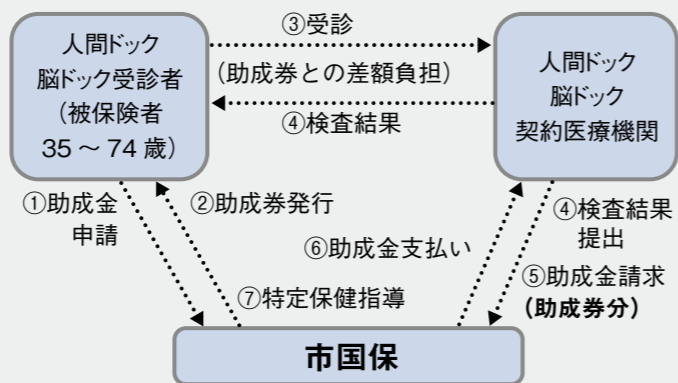 人間ドック
脳ドック受診者
（被保険者
35～74歳）
③受診
（助成券との差額負担）
④検査結果
人間ドック
脳ドック
契約医療機関
①助成金
申請
②助成券発行
⑦特定保健指導
⑥助成金支払い
④検査結果
提出
⑤助成金請求
（助成券分）
市国保